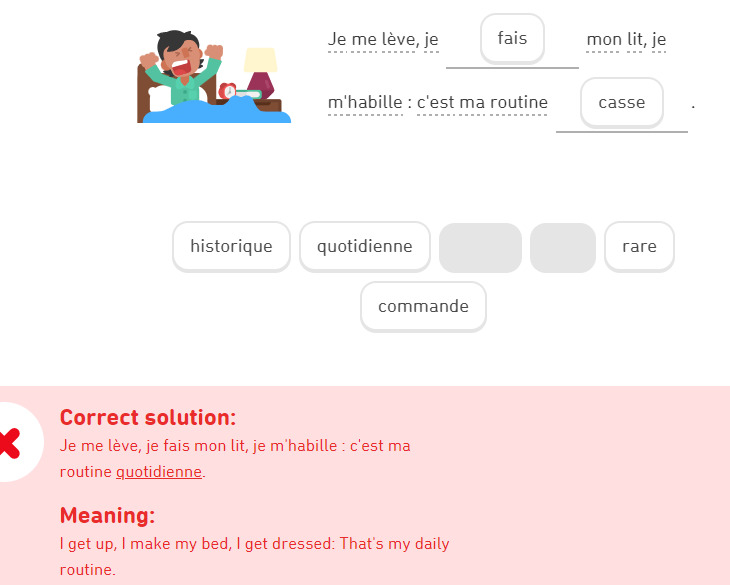 Je me lève, je fais mon lit, je
m'habille : c'est ma routine casse .
historique quotidienne rare
commande
Correct solution:
Je me lève, je fais mon lit, je m'habille : c'est ma
routine quotidienne.
Meaning:
I get up, I make my bed, I get dressed: That's my daily
routine.